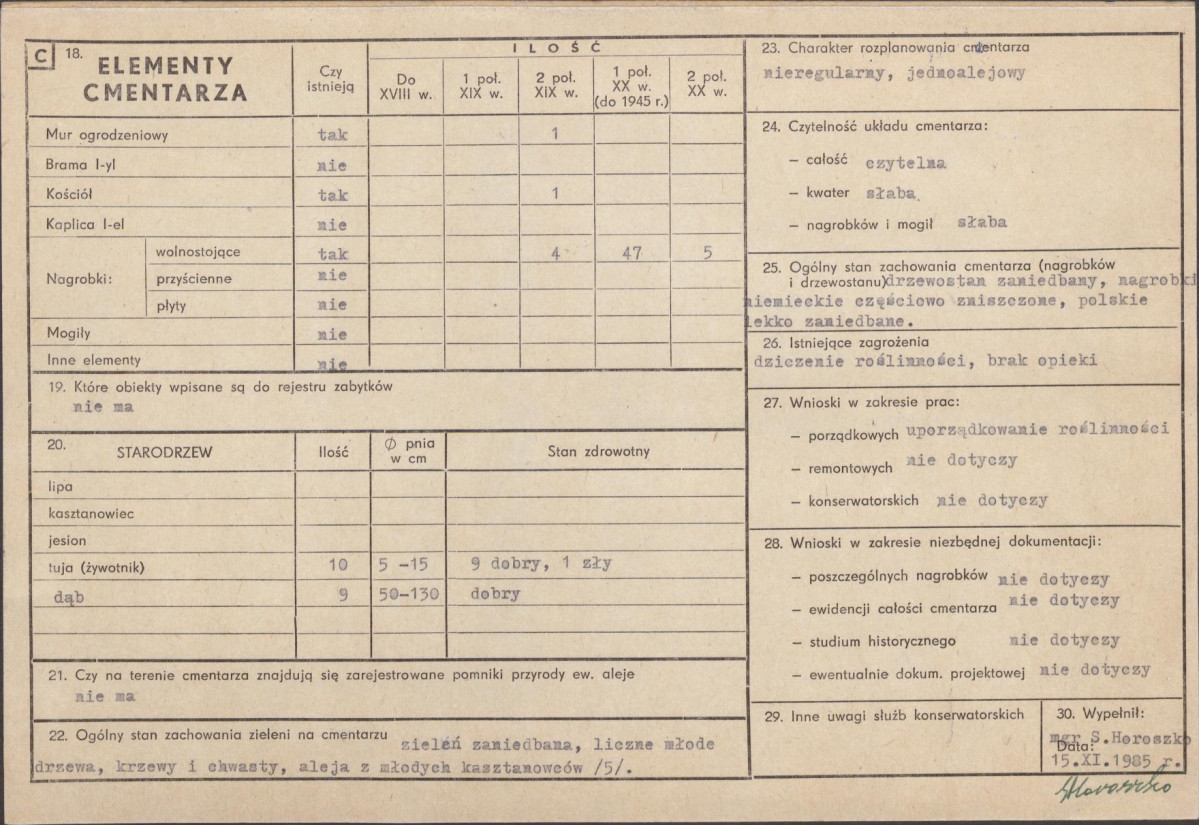 C 18. ELEMENTY CMENTARZA
Czy istnieją
ILOŚĆ
Do XVIII w.
1 poł. XIX w.
2 poł. XIX w.
1 poł. XX w. (do 1945 r.)
2 poł. XX w.
Mur ogrodzeniowy tak 1
Brama I-yl nie
Kościół tak 1
Kaplica I-el nie
Nagrobki:
wolnostojące tak 4 47 5
przyścienne nie
płyty nie
Mogiły nie
Inne elementy nie
19. Które obiekty wpisane są do rejestru zabytków
nie ma
20. STARODRZEW Ilość Ø pnia w cm Stan zdrowotny
lipa
kasztanowiec
jesion
tuja (żywotnik) 10 5 -15 9 dobry, 1 zły
dąb 9 50-130 dobry
21. Czy na terenie cmentarza znajdują się zarejestrowane pomniki przyrody ew. aleje
nie ma
22. Ogólny stan zachowania zieleni na cmentarzu zieleń zaniedbana, liczne młode
drzewa, krzewy i chwasty, aleja z młodych kasztanowców /5/.
23. Charakter rozplanowania cmentarza
nieregularny, jednoalejowy
24. Czytelność układu cmentarza:
– całość czytelna
– kwater słaba
– nagrobków i mogił słaba
25. Ogólny stan zachowania cmentarza (nagrobków
i drzewostanu) drzewostan zaniedbany, nagrobki
niemieckie częściowo zniszczone, polskie
lekko zaniedbane.
26. Istniejące zagrożenia
dziczenie roślinności, brak opieki
27. Wnioski w zakresie prac:
– porządkowych uporządkowanie roślinności
– remontowych nie dotyczy
– konserwatorskich nie dotyczy
28. Wnioski w zakresie niezbędnej dokumentacji:
– poszczególnych nagrobków nie dotyczy
– ewidencji całości cmentarza nie dotyczy
– studium historycznego nie dotyczy
– ewentualnie dokum. projektowej nie dotyczy
29. Inne uwagi służb konserwatorskich
30. Wypełnił:
mgr S.Horoszko
Data:
15.XI.1985 r.